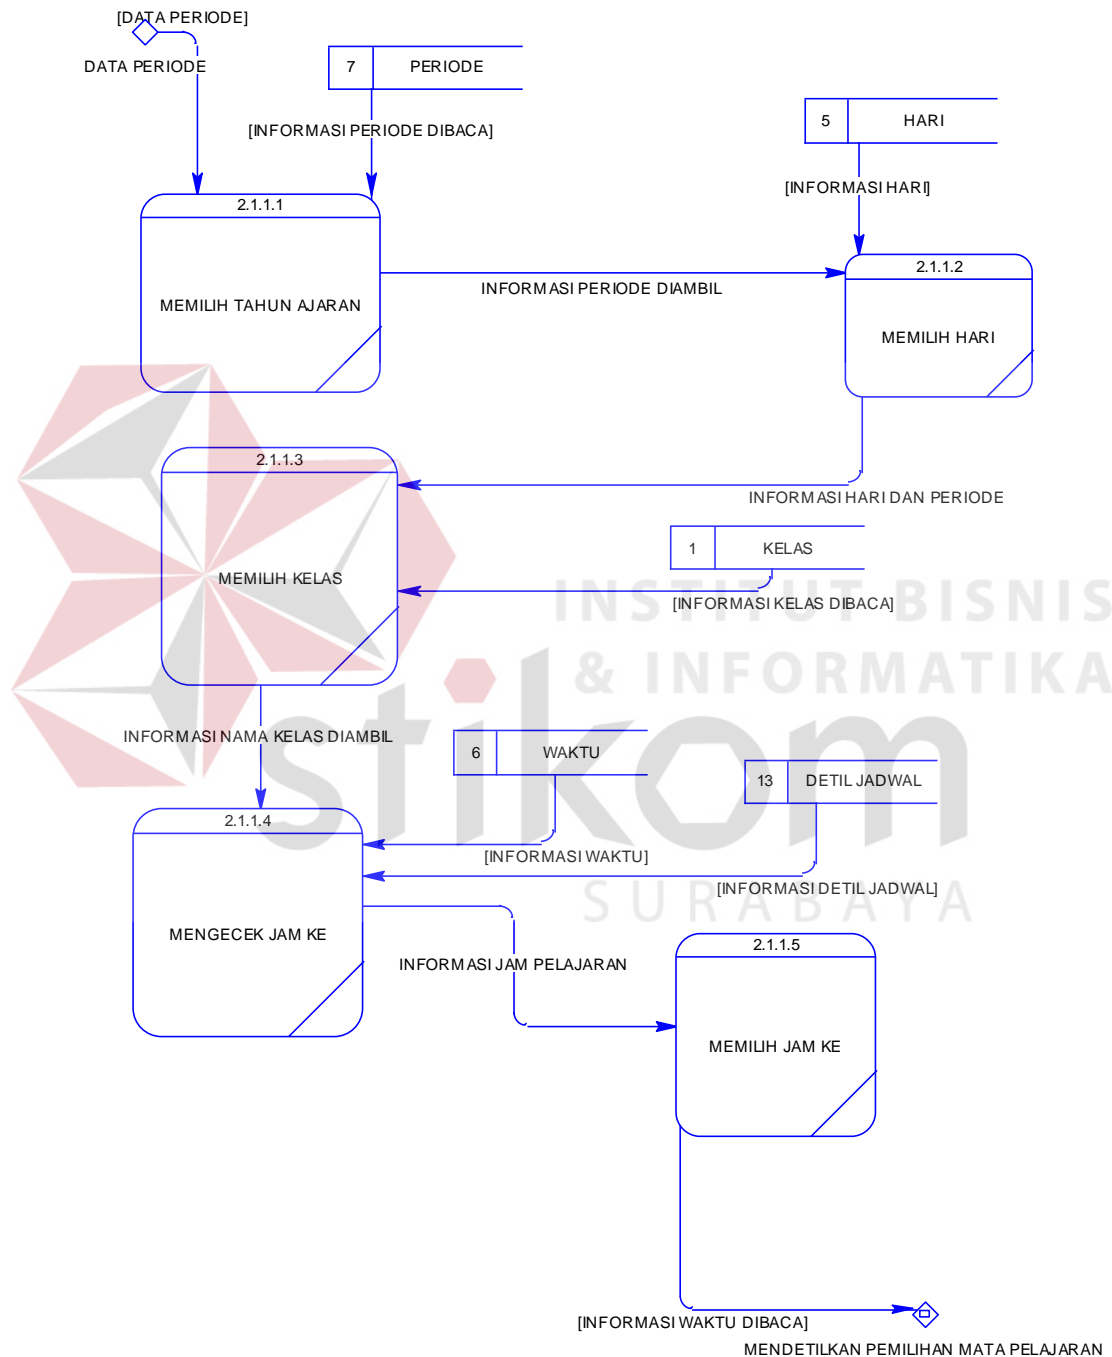 [DATA PERIODE]
DATA PERIODE
7 PERIODE
[INFORMASI PERIODE DIBACA]
5 HARI
[INFORMASI HARI]
2.1.1.1
MEMILIH TAHUN AJARAN
INFORMASI PERIODE DIAMBIL
2.1.1.2
MEMILIH HARI
2.1.1.3
MEMILIH KELAS
INFORMASI HARI DAN PERIODE
1 KELAS
[INFORMASI KELAS DIBACA]
INSTITUT BISNIS
& INFORMATIKA
stikom
SURABAYA
INFORMASI NAMA KELAS DIAMBIL
6 WAKTU
13 DETIL JADWAL
2.1.1.4
MENGECEK JAM KE
[INFORMASI WAKTU]
[INFORMASI DETIL JADWAL]
INFORMASI JAM PELAJARAN
2.1.1.5
MEMILIH JAM KE
[INFORMASI WAKTU DIBACA]
MENDETILKAN PEMILIHAN MATA PELAJARAN